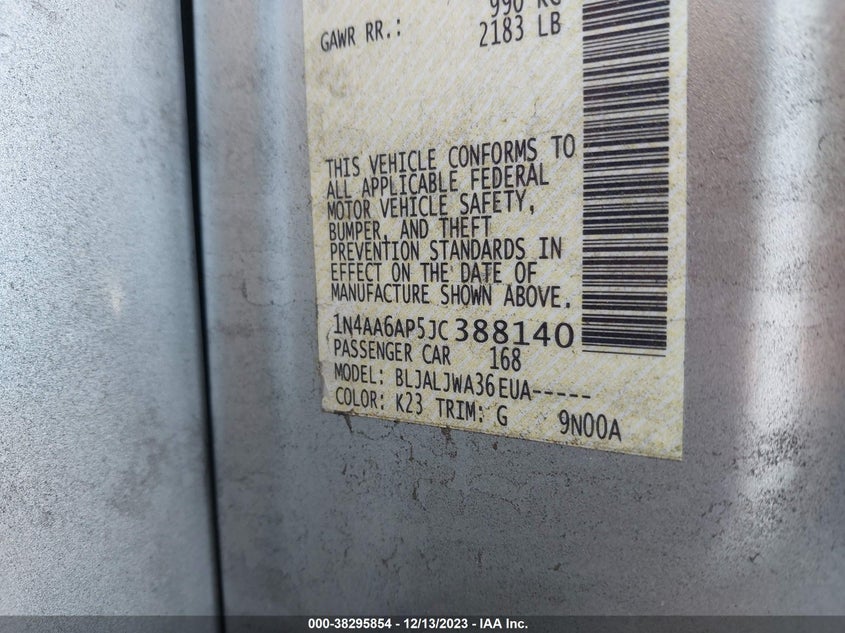 990 KG
GAWR RR.: 2183 LB
THIS VEHICLE CONFORMS TO
ALL APPLICABLE FEDERAL
MOTOR VEHICLE SAFETY,
BUMPER, AND THEFT
PREVENTION STANDARDS IN
EFFECT ON THE DATE OF
MANUFACTURE SHOWN ABOVE.
1N4AA6AP5JC388140
PASSENGER CAR 168
MODEL: BLJALJWA36EUA-----
COLOR: K23 TRIM: G 9N00A
000-38295854 - 12/13/2023 - IAA Inc.